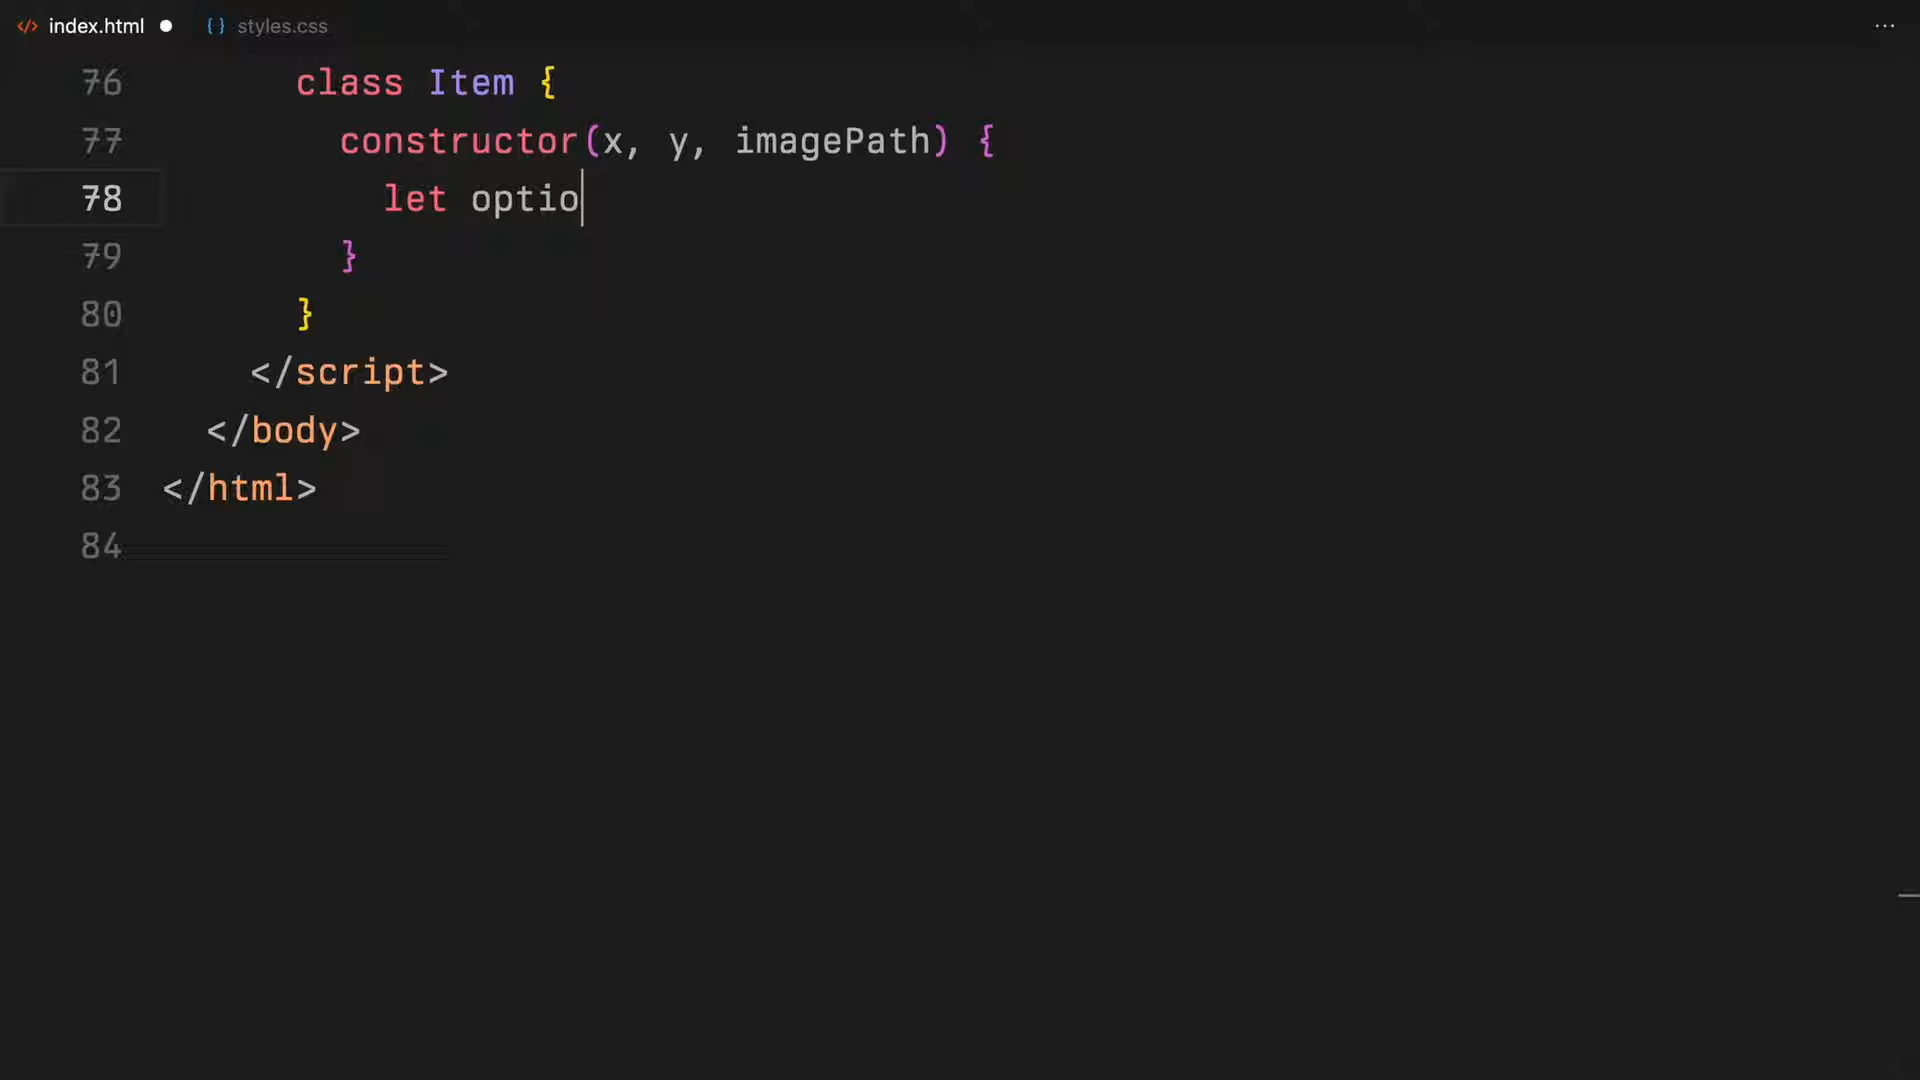 </> index.html ● {} styles.css ...
76 class Item {
77 constructor(x, y, imagePath) {
78 let optio
79 }
80 }
81 </script>
82 </body>
83 </html>
84